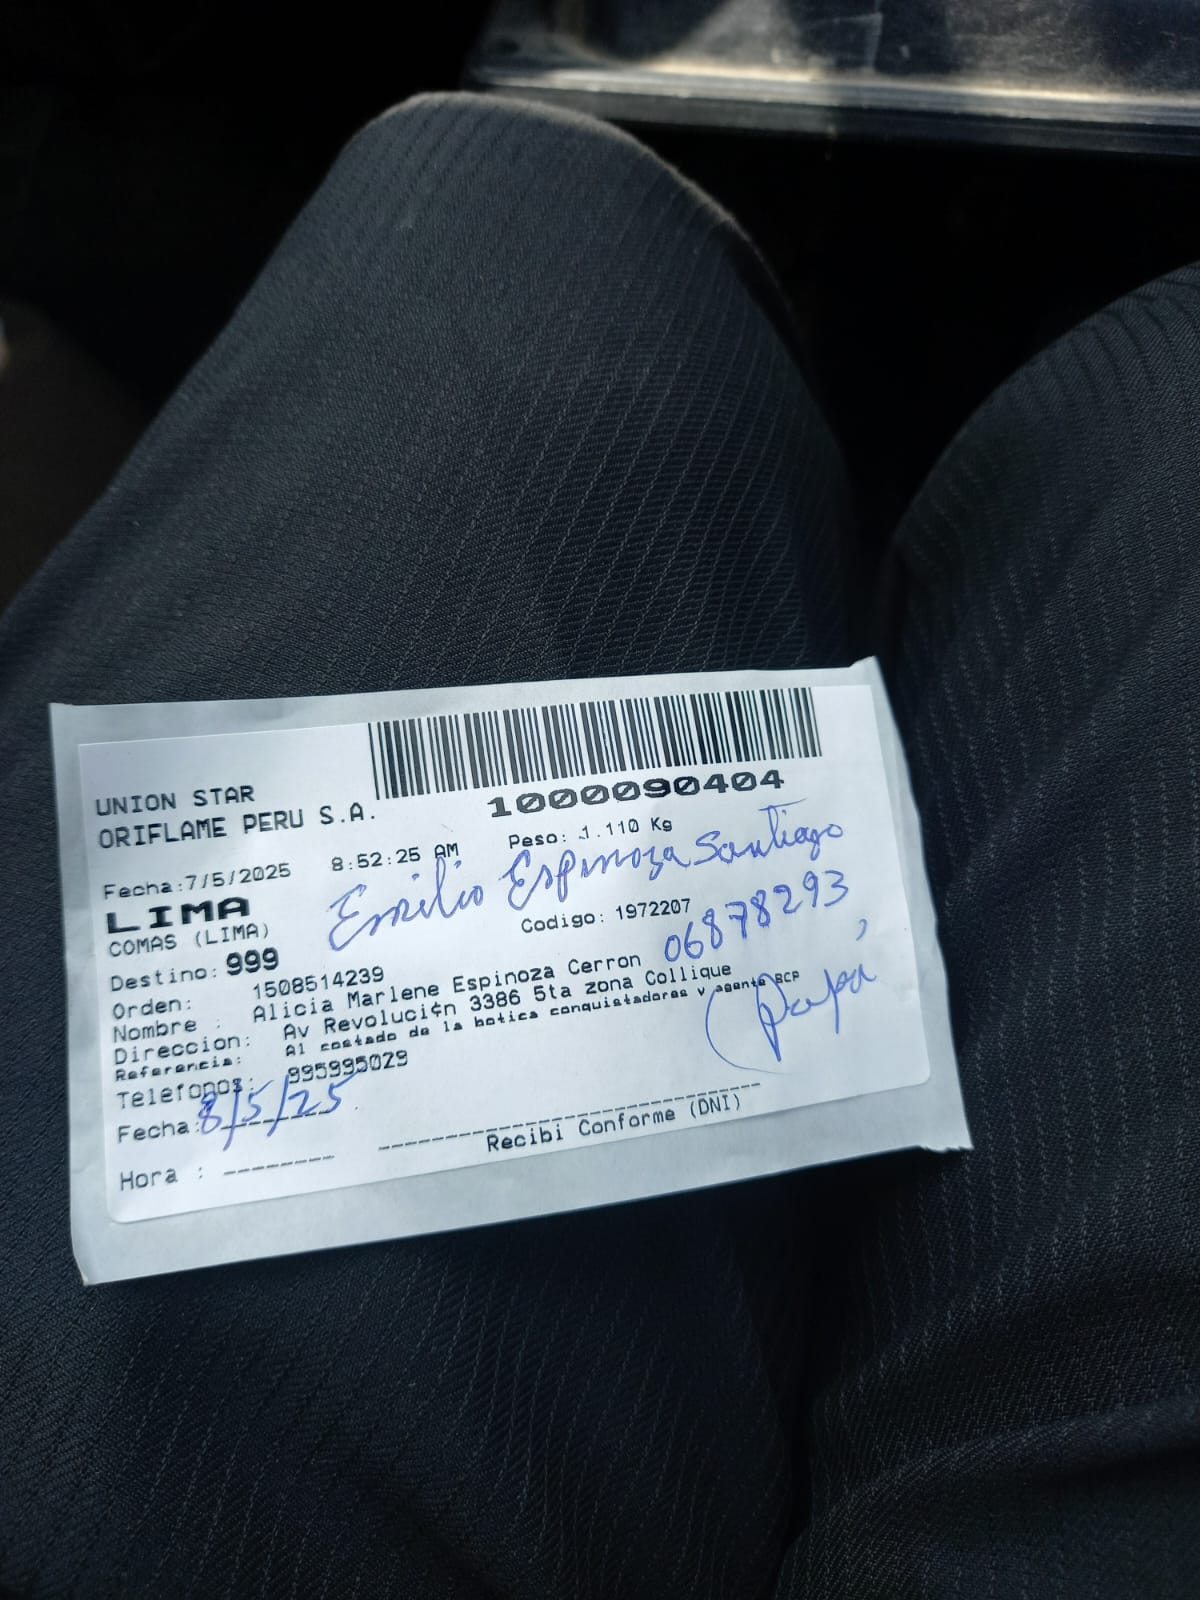 UNION STAR
ORIFLAME PERU S.A.
1000090404
Fecha:7/5/2025 8:52:25 AM Peso: 1.110 Kg
Emilio Espinoza Santiago
LIMA
COMAS (LIMA)
Codigo: 1972207
06878293
Destino: 999
Orden: 1508514239
Nombre : Alicia Marlene Espinoza Cerron
Direccion: Av Revoluci¢n 3386 5ta zona Collique
Referencia: Al costado de la botica conquistadores y agente BCP
(Papá
Telefonos: 995995029
Fecha: 8/5/25
Recibi Conforme (DNI)
Hora :